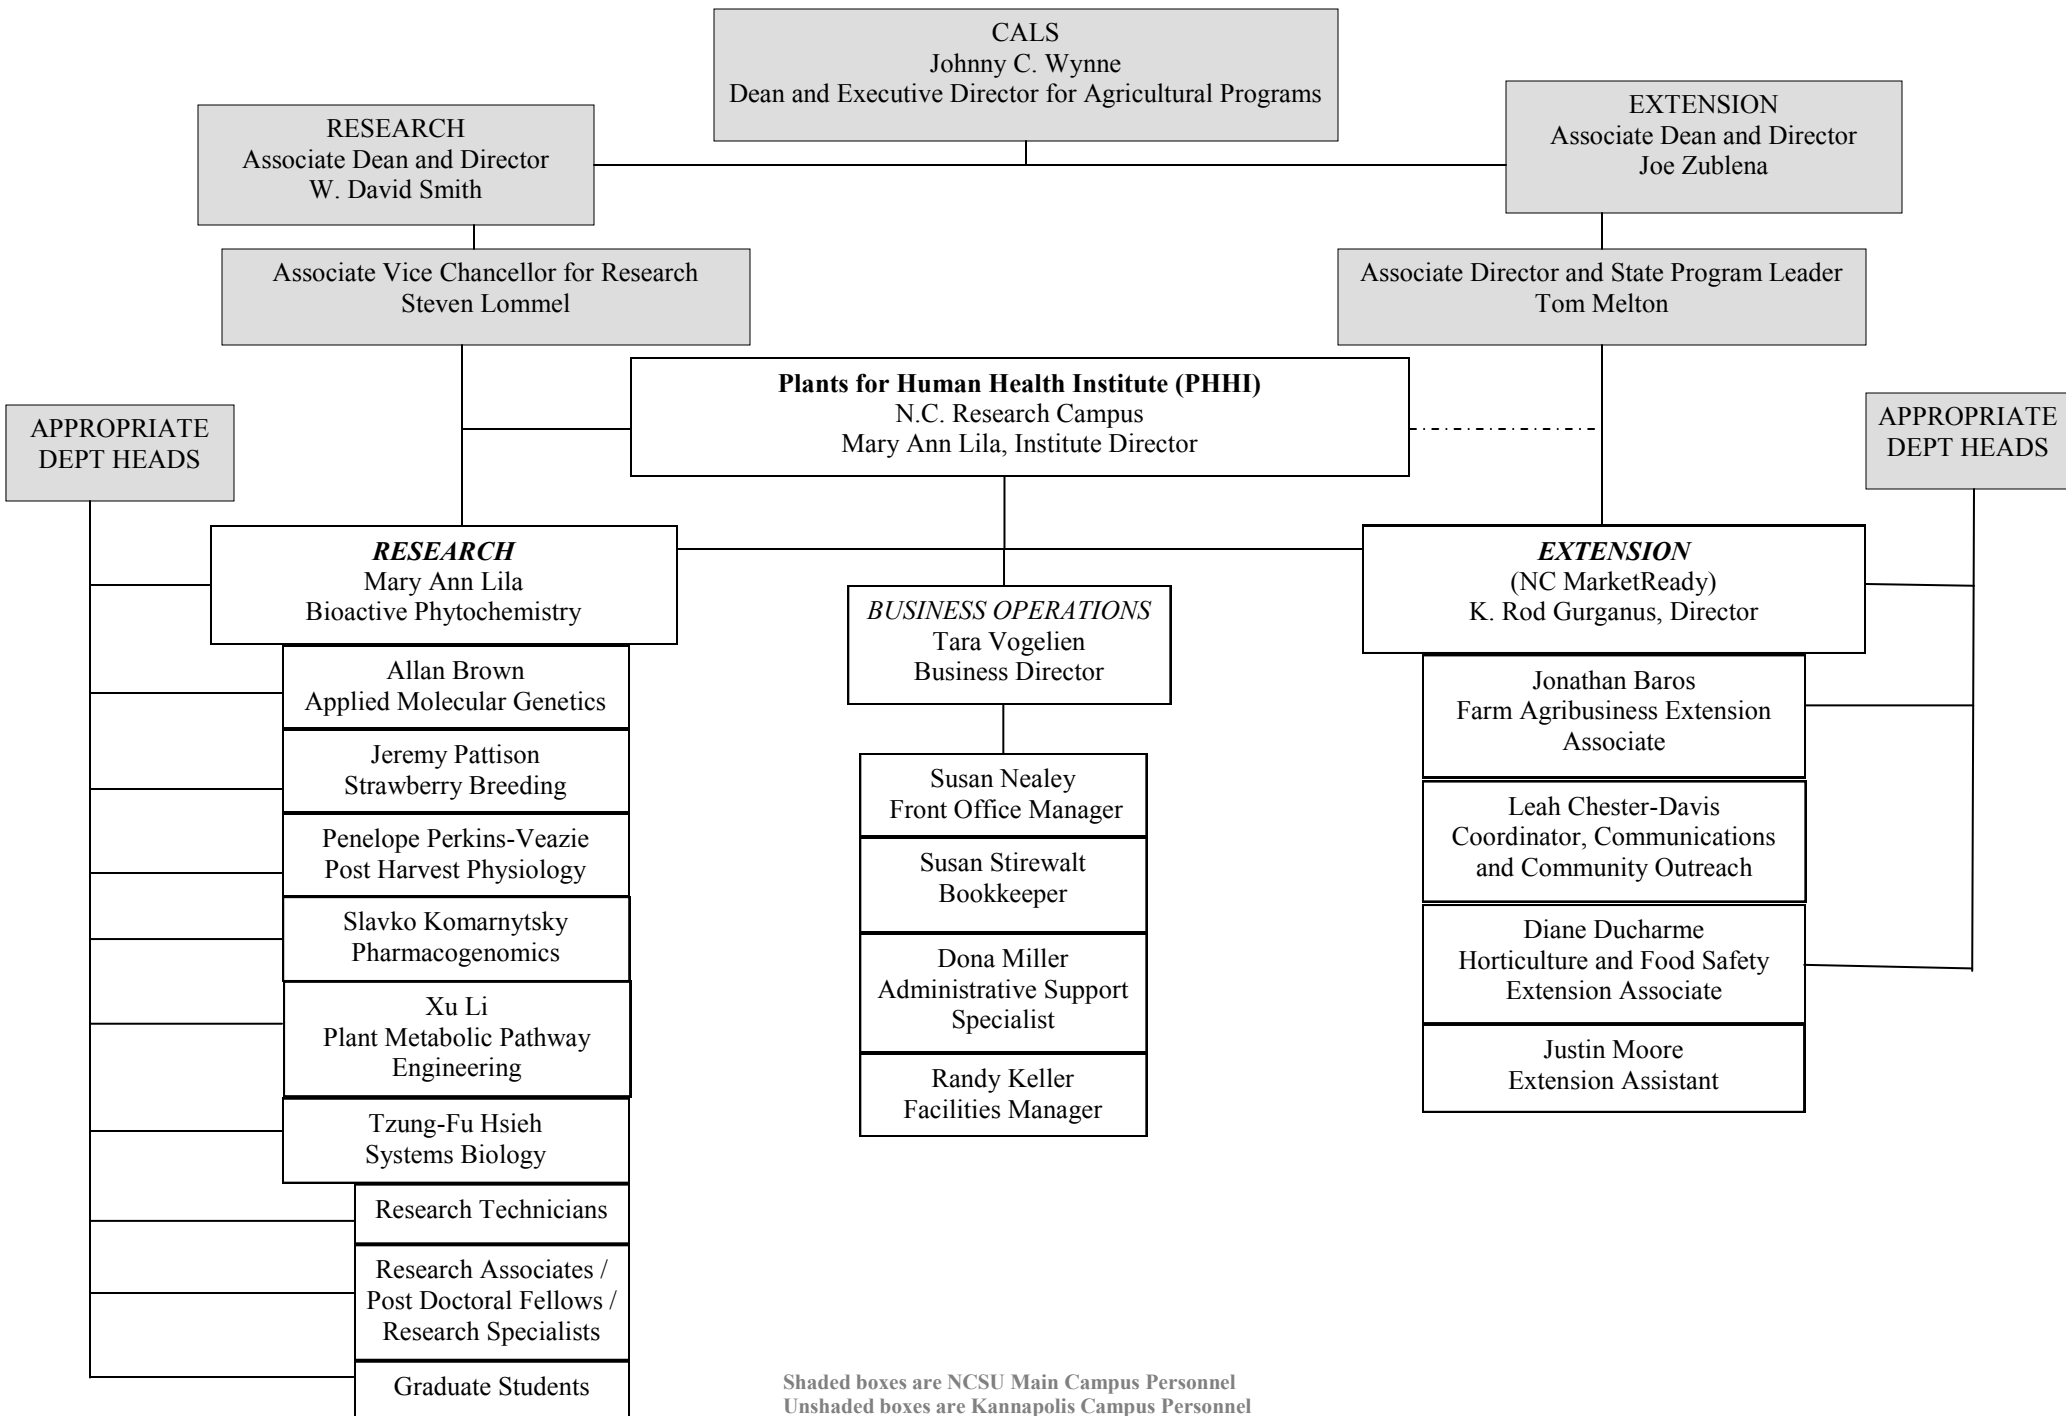 CALS
Johnny C. Wynne
Dean and Executive Director for Agricultural Programs
RESEARCH
Associate Dean and Director
W. David Smith
EXTENSION
Associate Dean and Director
Joe Zublena
Associate Vice Chancellor for Research
Steven Lommel
Associate Director and State Program Leader
Tom Melton
Plants for Human Health Institute (PHHI)
N.C. Research Campus
Mary Ann Lila, Institute Director
APPROPRIATE
DEPT HEADS
APPROPRIATE
DEPT HEADS
RESEARCH
Mary Ann Lila
Bioactive Phytochemistry
Allan Brown
Applied Molecular Genetics
Jeremy Pattison
Strawberry Breeding
Penelope Perkins-Veazie
Post Harvest Physiology
Slavko Komarnytsky
Pharmacogenomics
Xu Li
Plant Metabolic Pathway
Engineering
Tzung-Fu Hsieh
Systems Biology
Research Technicians
Research Associates /
Post Doctoral Fellows /
Research Specialists
Graduate Students
BUSINESS OPERATIONS
Tara Vogelien
Business Director
Susan Nealey
Front Office Manager
Susan Stirewalt
Bookkeeper
Dona Miller
Administrative Support
Specialist
Randy Keller
Facilities Manager
EXTENSION
(NC MarketReady)
K. Rod Gurganus, Director
Jonathan Baros
Farm Agribusiness Extension
Associate
Leah Chester-Davis
Coordinator, Communications
and Community Outreach
Diane Ducharme
Horticulture and Food Safety
Extension Associate
Justin Moore
Extension Assistant
Shaded boxes are NCSU Main Campus Personnel
Unshaded boxes are Kannapolis Campus Personnel